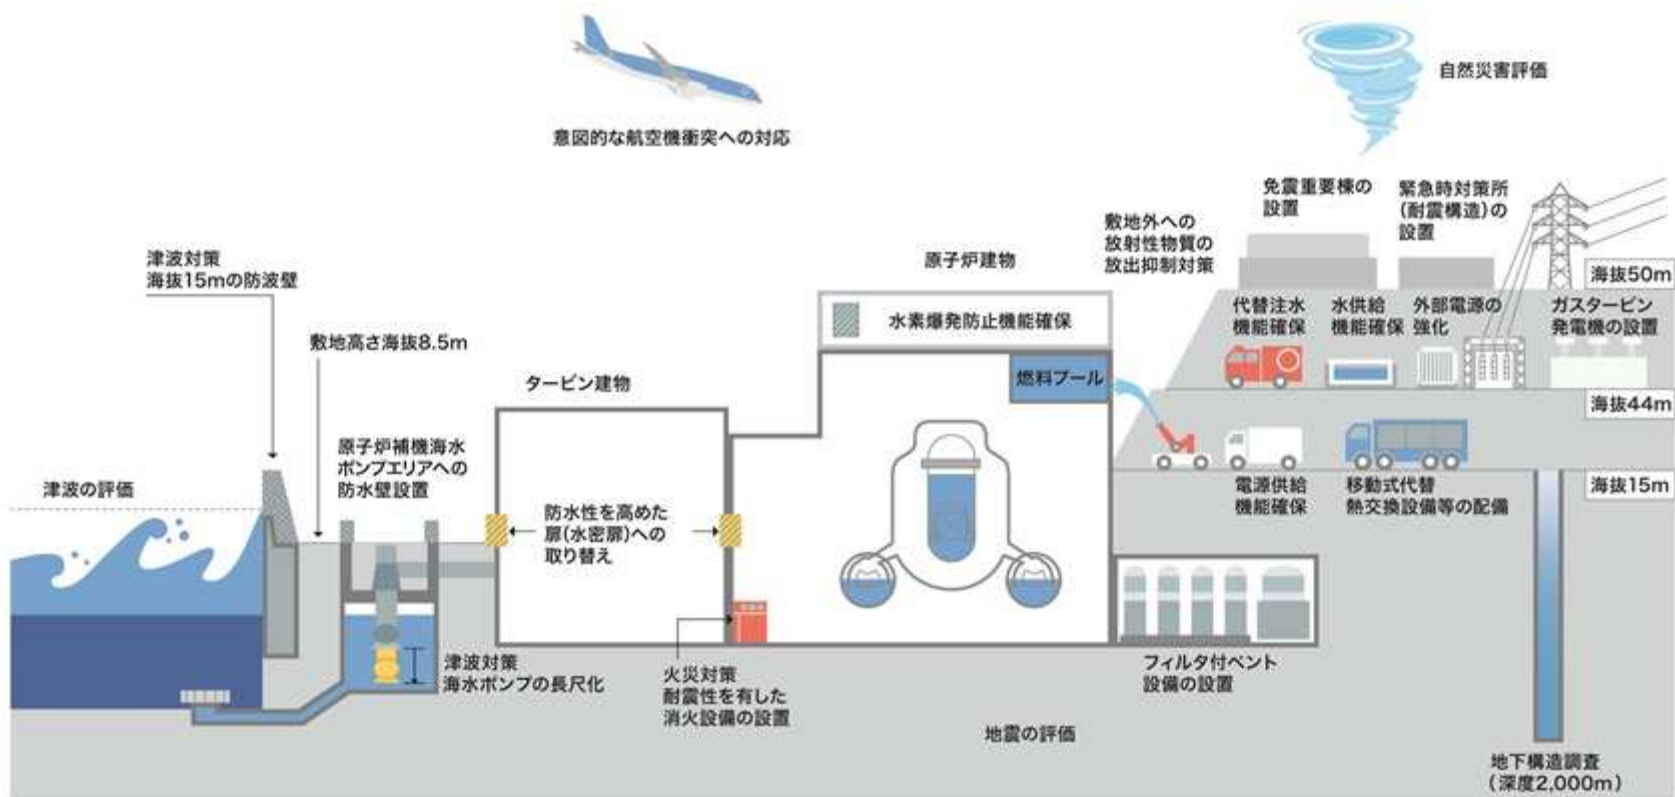 意図的な航空機衝突への対応
自然災害評価
免震重要棟の
設置
緊急時対策所
(耐震構造)の
設置
敷地外への
放射性物質の
放出抑制対策
津波対策
海抜15mの防波壁
原子炉建物
海抜50m
代替注水
機能確保
水供給
機能確保
外部電源の
強化
ガスタービン
発電機の設置
水素爆発防止機能確保
敷地高さ海抜8.5m
タービン建物
燃料プール
海抜44m
原子炉補機海水
ポンプエリアへの
防水壁設置
津波の評価
電源供給
機能確保
移動式代替
熱交換設備等の配備
海抜15m
防水性を高めた
扉(水密扉)への
取り替え
津波対策
海水ポンプの長尺化
火災対策
耐震性を有した
消火設備の設置
フィルタ付ベント
設備の設置
地震の評価
地下構造調査
(深度2,000m)